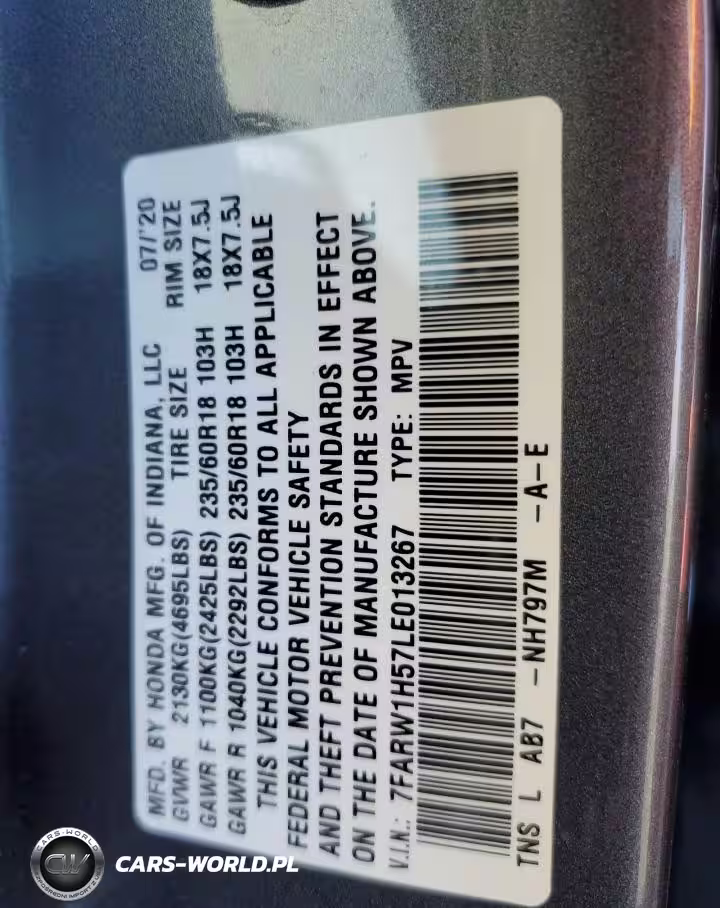 MFD. BY HONDA MFG. OF INDIANA, LLC 07/'20
GVWR 2130KG(4695LBS) TIRE SIZE RIM SIZE
GAWR F 1100KG(2425LBS) 235/60R18 103H 18X7.5J
GAWR R 1040KG(2292LBS) 235/60R18 103H 18X7.5J
THIS VEHICLE CONFORMS TO ALL APPLICABLE
FEDERAL MOTOR VEHICLE SAFETY
AND THEFT PREVENTION STANDARDS IN EFFECT
ON THE DATE OF MANUFACTURE SHOWN ABOVE.
V.I.N.: 7FARW1H57LE013267 TYPE: MPV
TNS L AB7 -NH797M -A-E
CARS-WORLD
CW
CARS-WORLD.PL